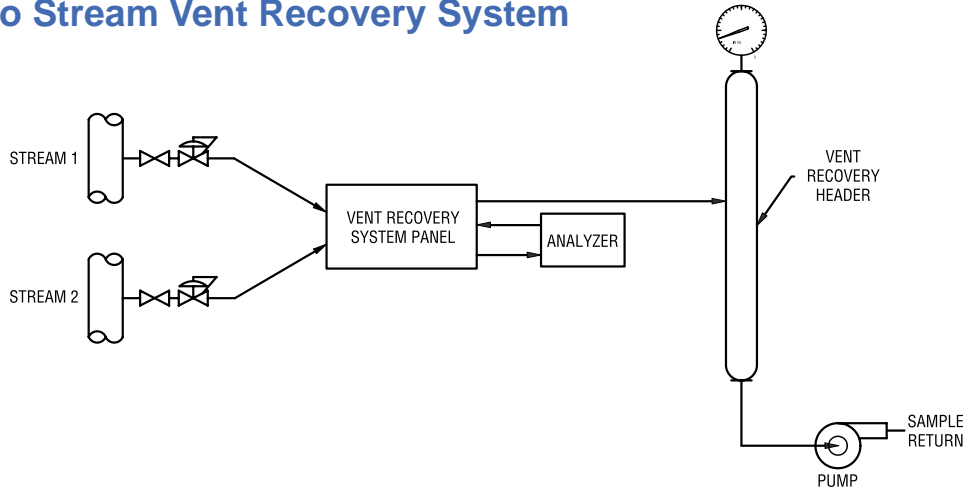 o Stream Vent Recovery System
STREAM 1
STREAM 2
VENT RECOVERY
SYSTEM PANEL
ANALYZER
VENT
RECOVERY
HEADER
SAMPLE
RETURN
PUMP